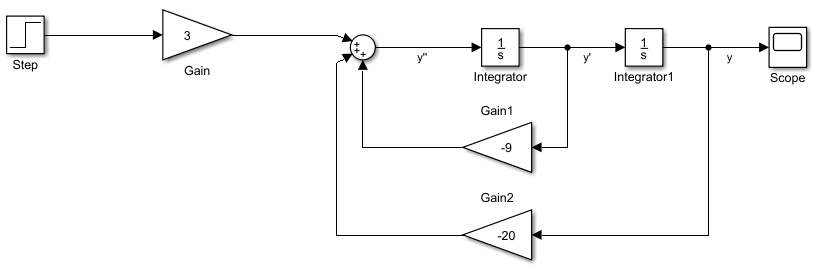 Step
3
Gain
+
+
+
y"
1
s
Integrator
y'
1
s
Integrator1
y
Scope
Gain1
-9
Gain2
-20